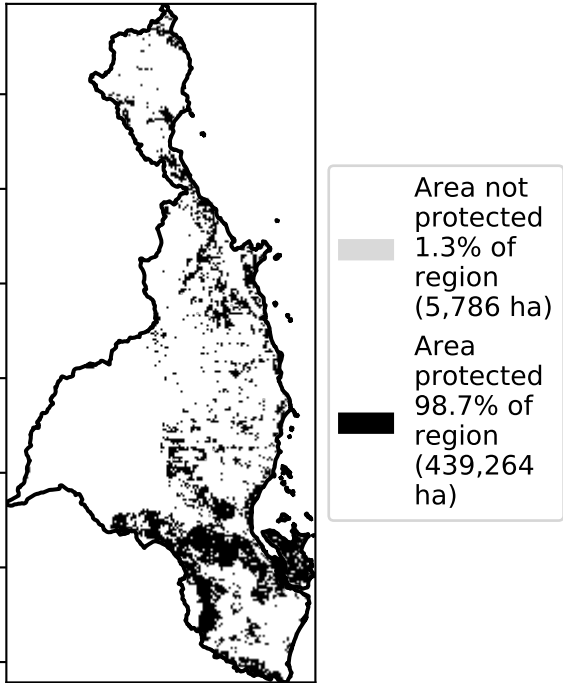 Area not
protected
1.3% of
region
(5,786 ha)
Area
protected
98.7% of
region
(439,264
ha)